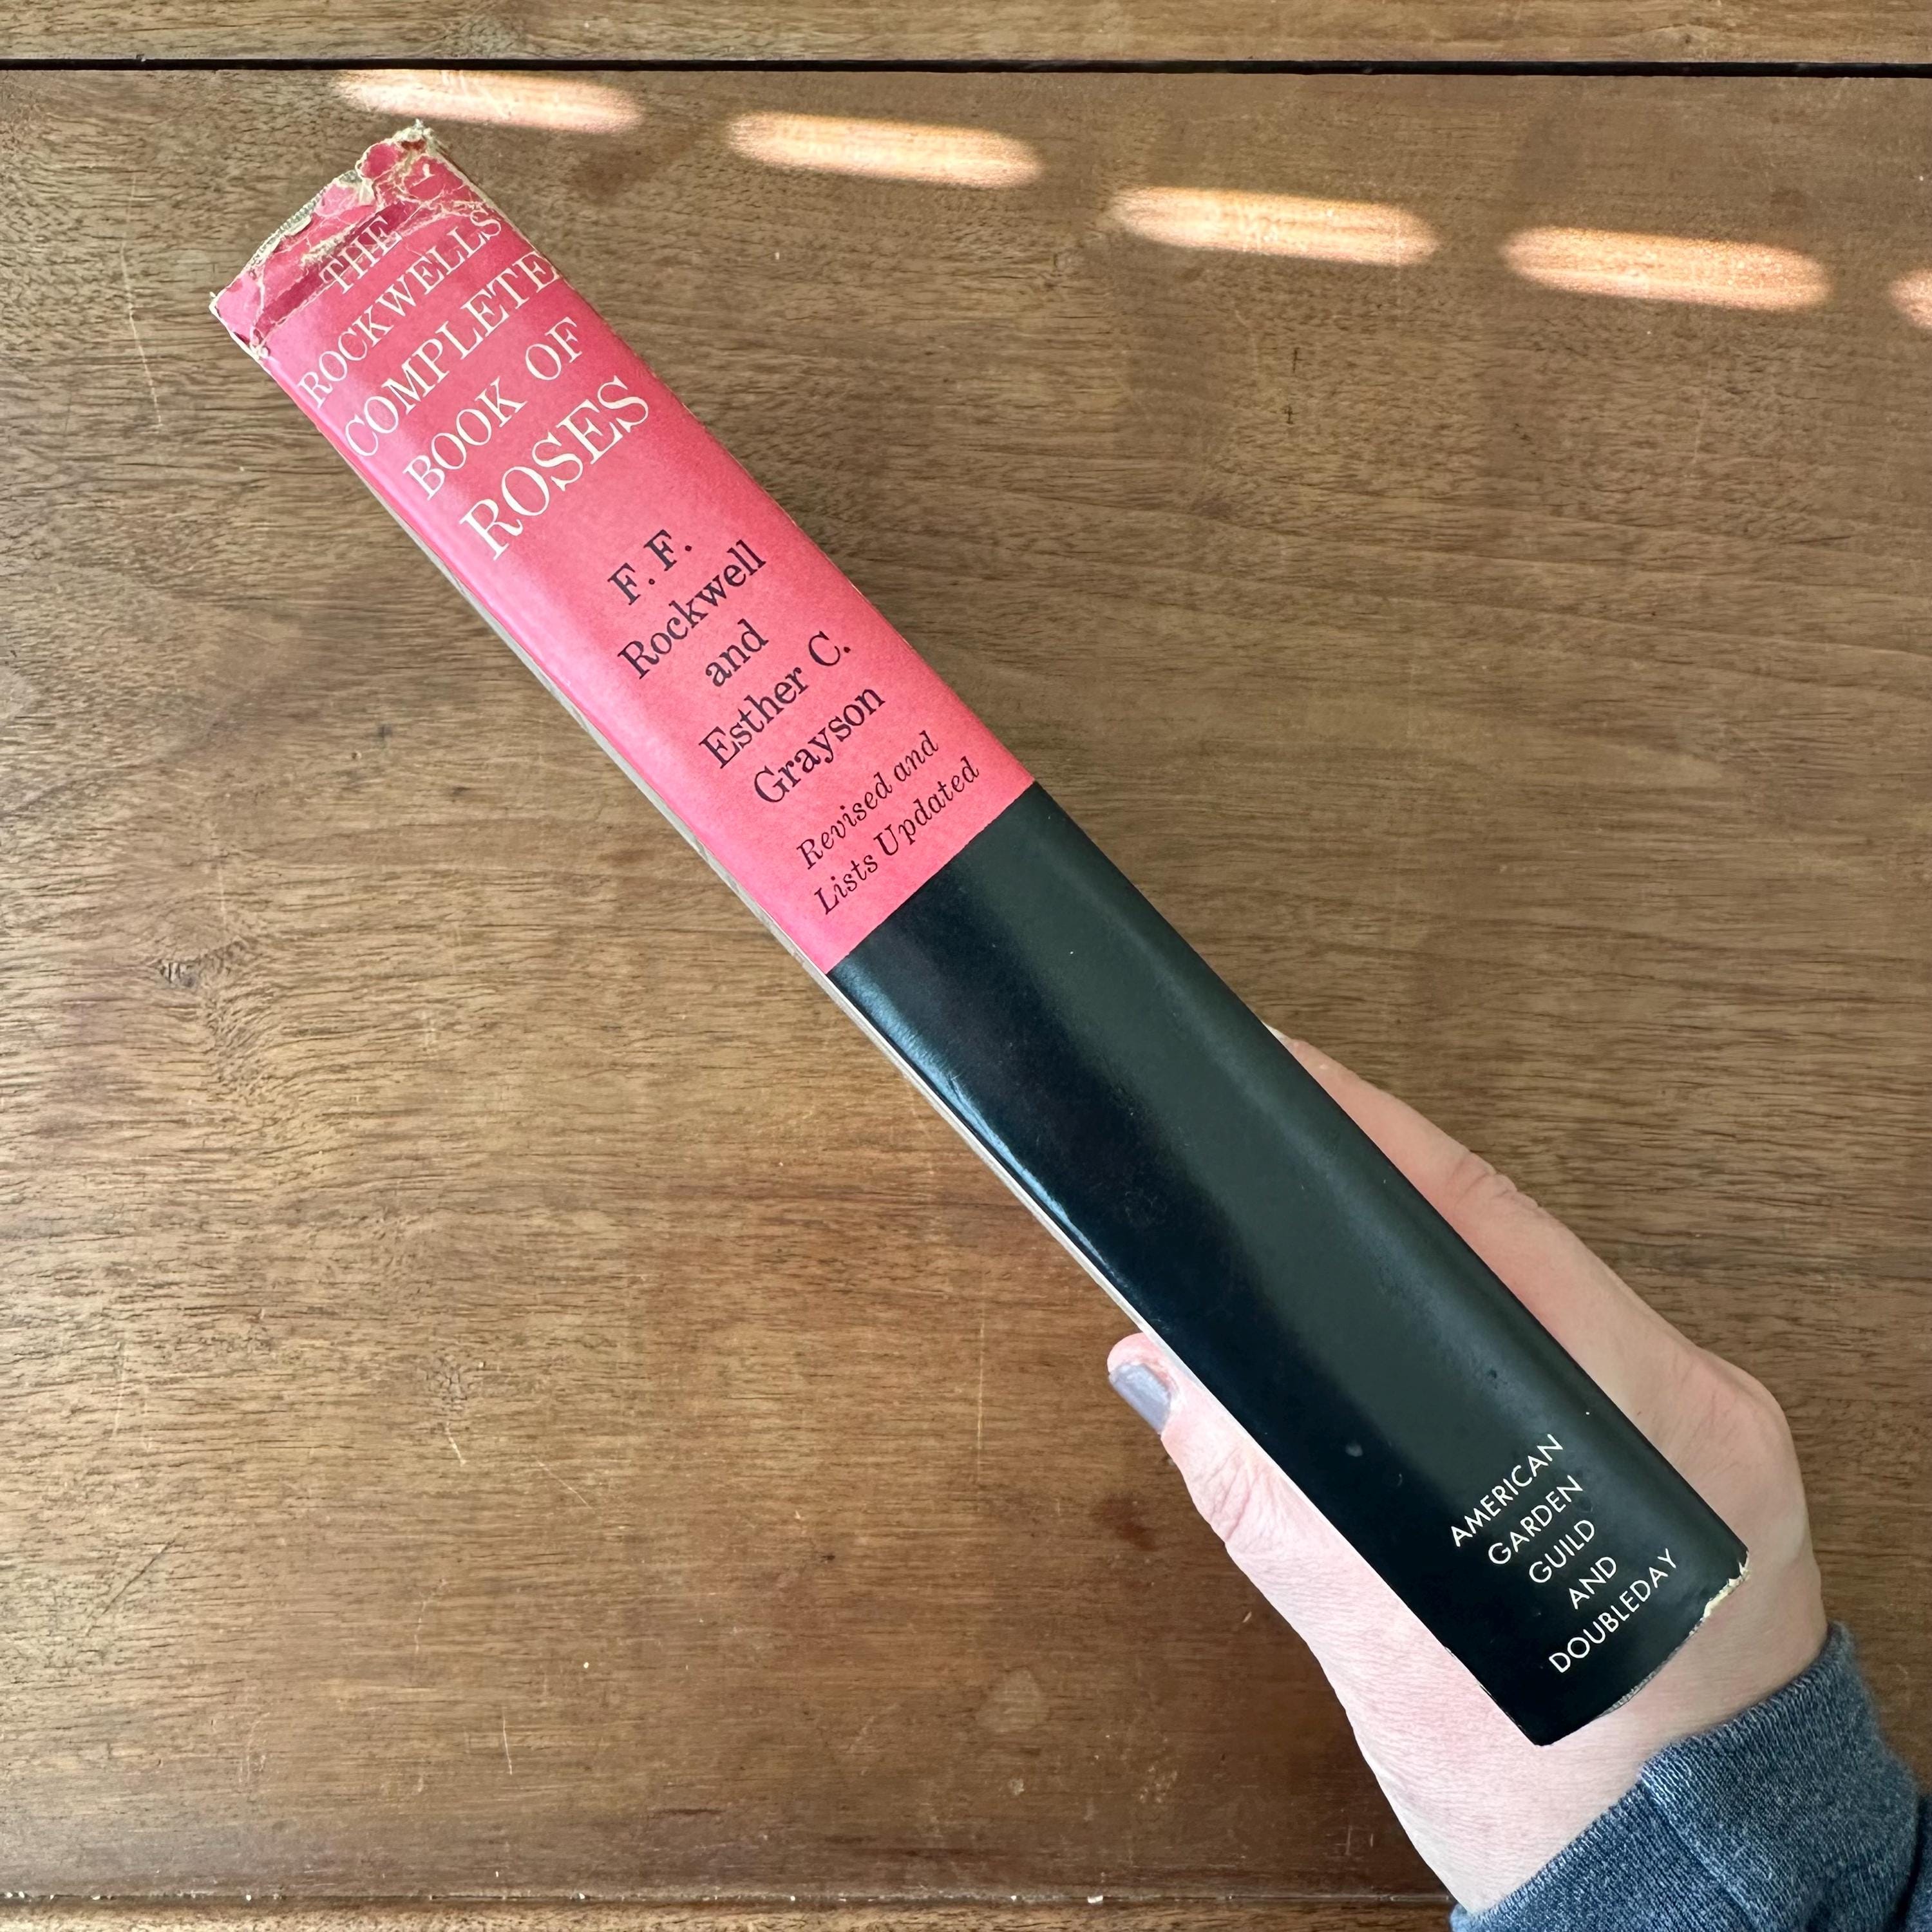 THE
ROCKWELLS'
COMPLETE
BOOK OF
ROSES
F. F.
Rockwell
and
Esther C.
Grayson
Revised and
Lists Updated
AMERICAN
GARDEN
GUILD
AND
DOUBLEDAY